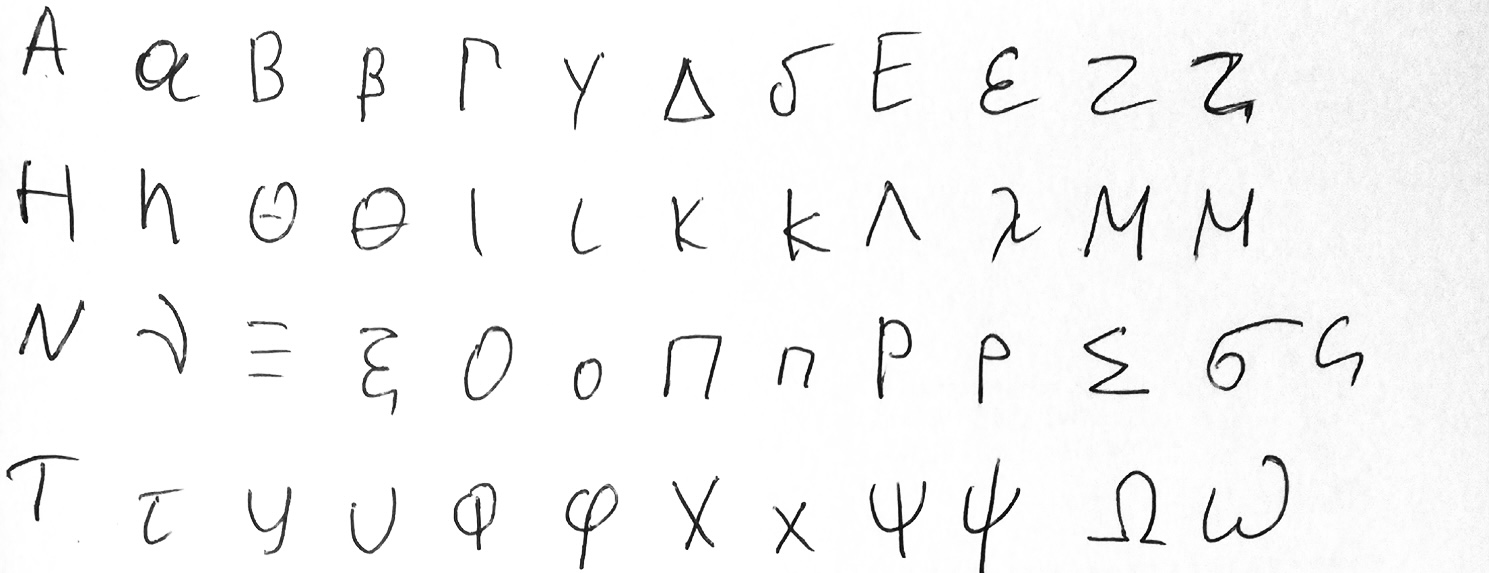 Α α Β β Γ γ Δ δ Ε ε Ζ ζ
Η η Θ θ Ι ι Κ κ Λ λ Μ μ
Ν ν Ξ ξ Ο ο Π π Ρ ρ Σ σ ς
Τ τ Υ υ Φ φ Χ χ Ψ ψ Ω ω